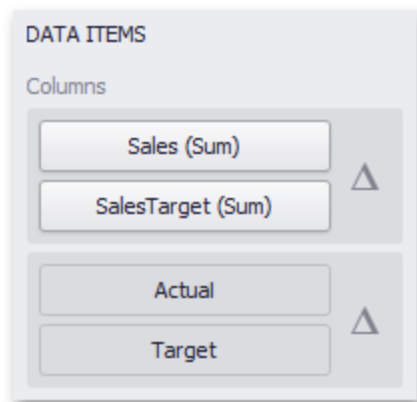 DATA ITEMS
Columns
Sales (Sum)
SalesTarget (Sum)
Δ
Actual
Target
Δ